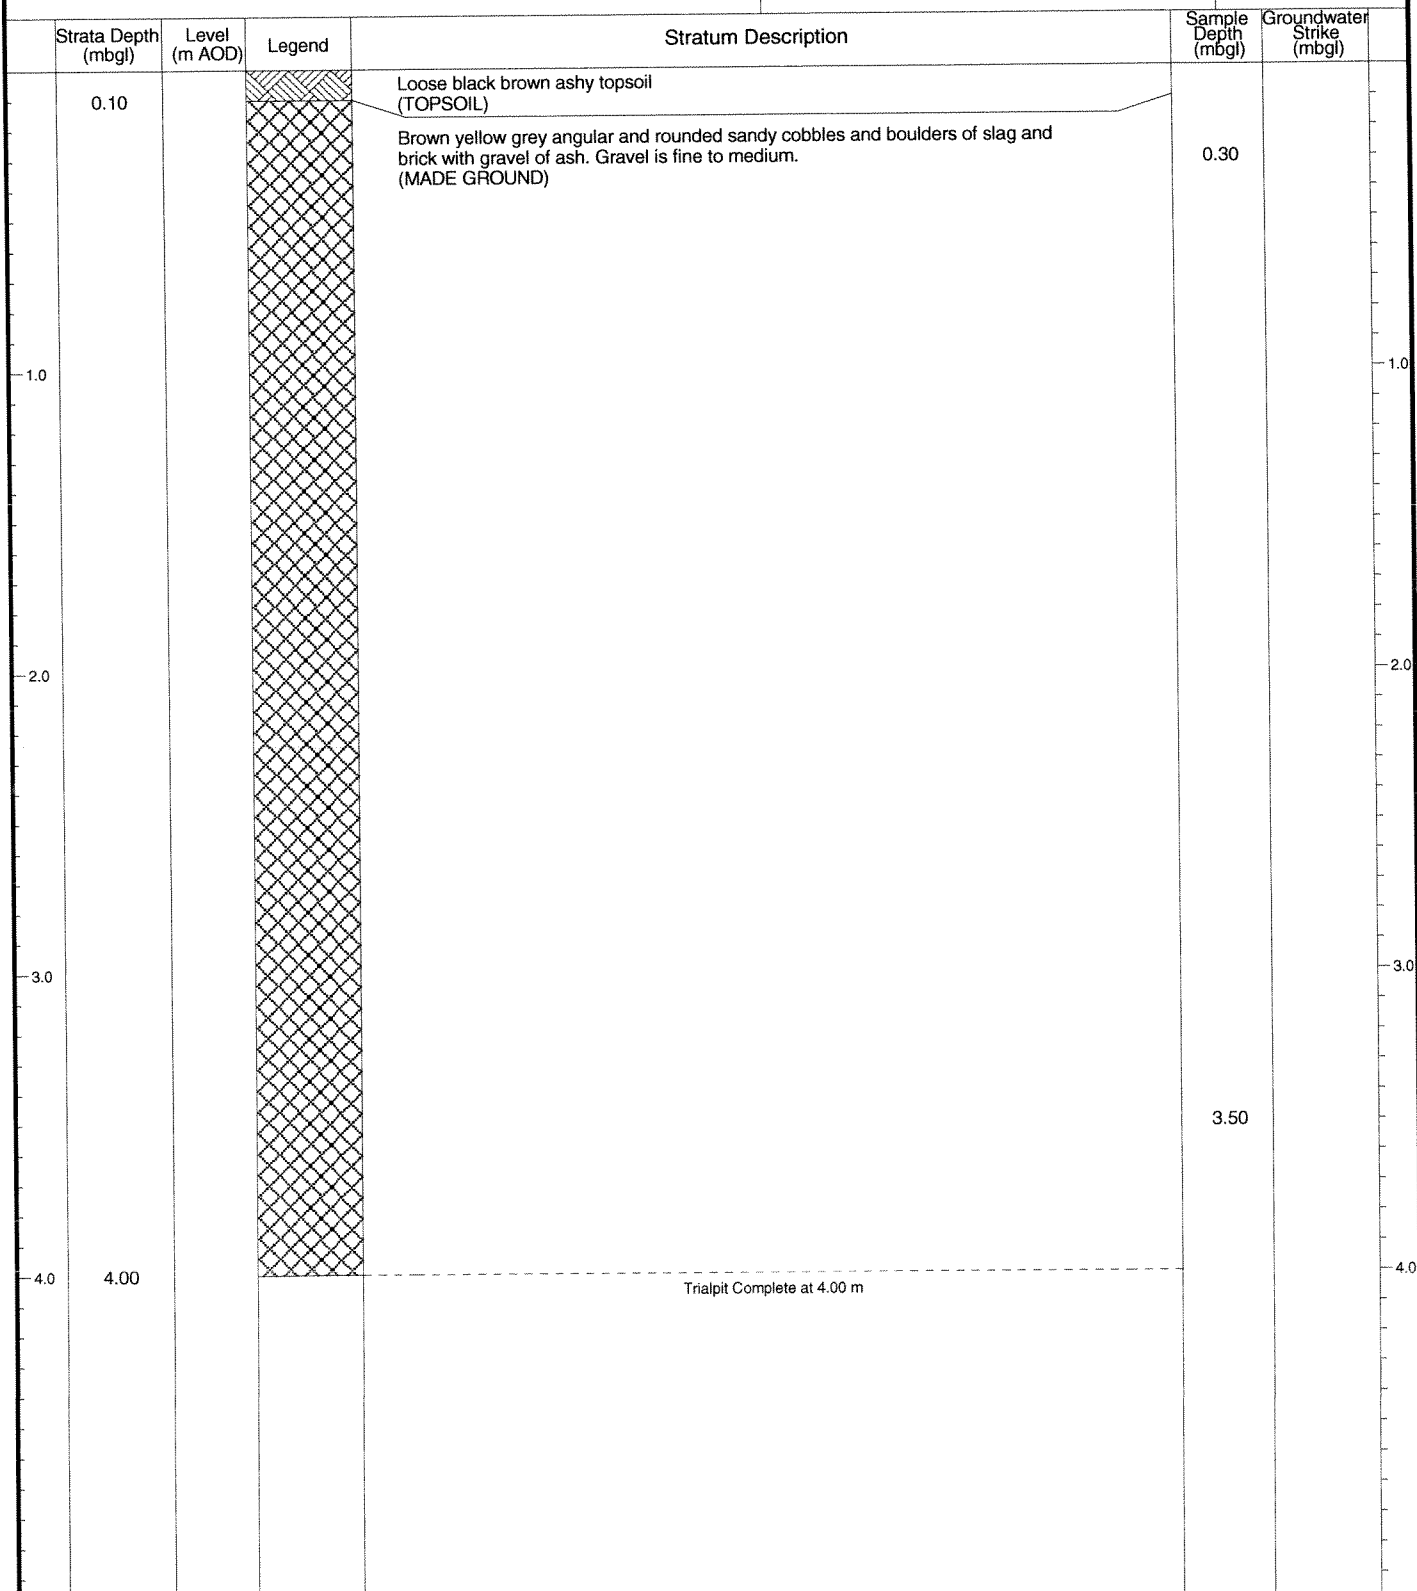 Strata Depth
(mbgl)
Level
(m AOD)
Legend
Stratum Description
Sample
Depth
(mbgl)
Groundwater
Strike
(mbgl)
Loose black brown ashy topsoil
(TOPSOIL)
0.10
Brown yellow grey angular and rounded sandy cobbles and boulders of slag and
brick with gravel of ash. Gravel is fine to medium.
(MADE GROUND)
0.30
1.0
1.0
2.0
2.0
3.0
3.0
3.50
4.0
4.00
4.0
Trialpit Complete at 4.00 m